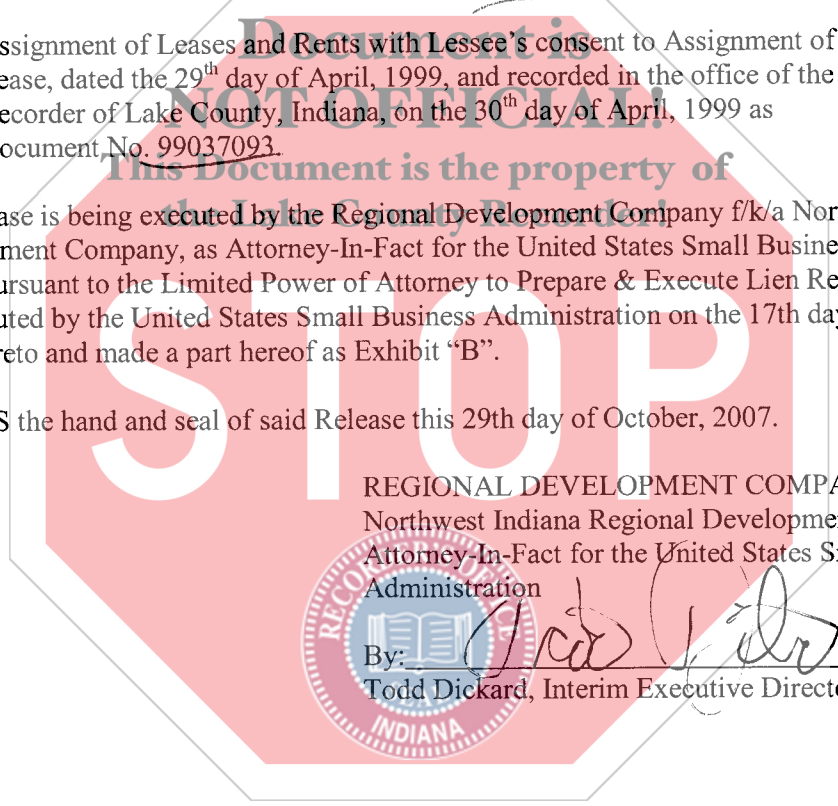 Document is
ssignment of Leases and Rents with Lessee's consent to Assignment of
ease, dated the 29th day of April, 1999, and recorded in the office of the
NOT OFFICIAL!
ecorder of Lake County, Indiana, on the 30th day of April, 1999 as
ocument No. 99037093.
This Document is the property of
the Lake County Recorder!
ase is being executed by the Regional Development Company f/k/a Nor
ment Company, as Attorney-In-Fact for the United States Small Busine
ursuant to the Limited Power of Attorney to Prepare & Execute Lien Re
uted by the United States Small Business Administration on the 17th day
reto and made a part hereof as Exhibit “B”.
STOP
S the hand and seal of said Release this 29th day of October, 2007.
REGIONAL DEVELOPMENT COMPA
Northwest Indiana Regional Developme
Attorney-In-Fact for the United States S
Administration
RECORDER'S OFFICE
SEAL
INDIANA
By:
Todd Dickard, Interim Executive Directo